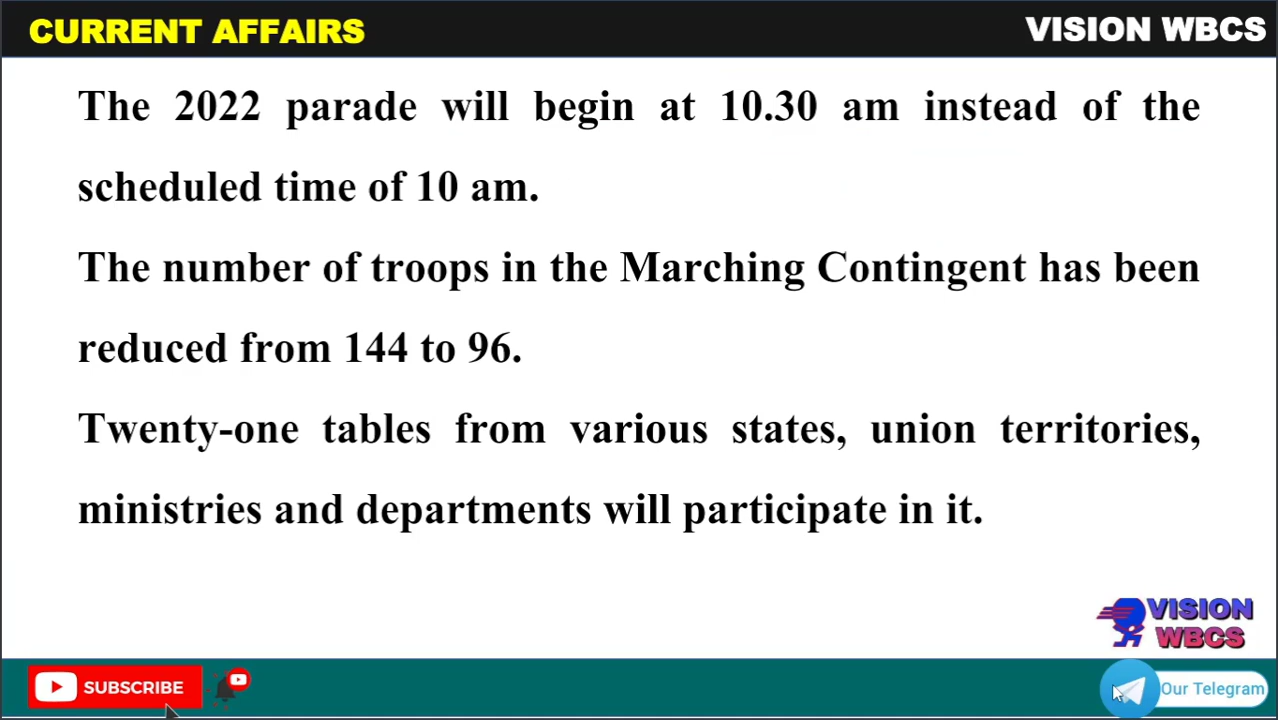 CURRENT AFFAIRS
VISION WBCS
The 2022 parade will begin at 10.30 am instead of the
scheduled time of 10 am.
The number of troops in the Marching Contingent has been
reduced from 144 to 96.
Twenty-one tables from various states, union territories,
ministries and departments will participate in it.
VISION
WBCS
SUBSCRIBE
Our Telegram